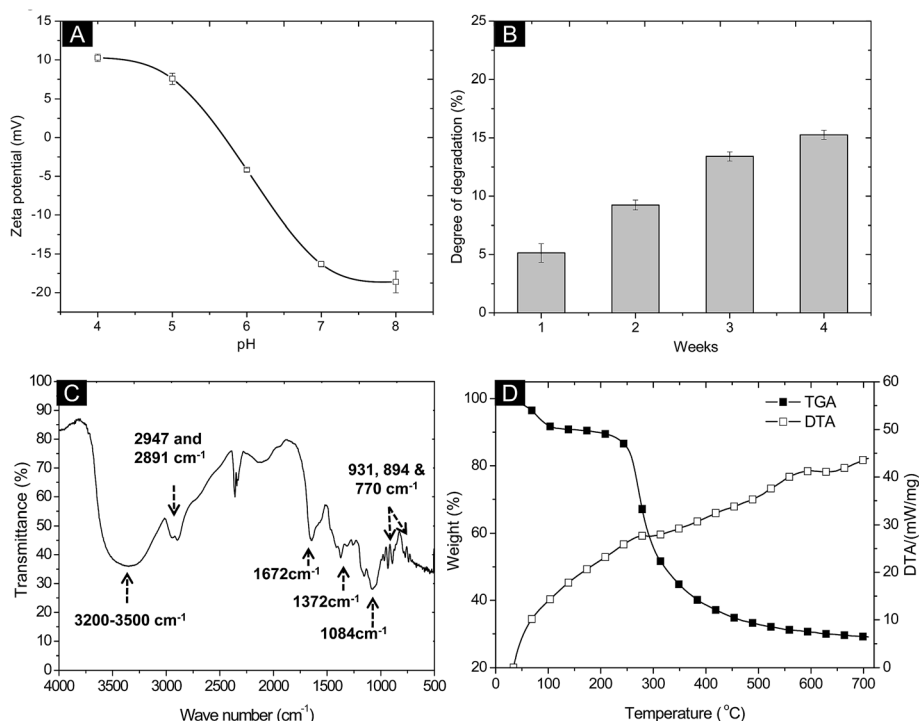 A
Zeta potential (mV)
15
10
5
0
-5
-10
-15
-20
4 5 6 7 8
pH
B
Degree of degradation (%)
25
20
15
10
5
0
1 2 3 4
Weeks
C
Transmittance (%)
100
90
80
70
60
50
40
30
20
10
0
2947 and
2891 cm-1
931, 894 &
770 cm-1
1672cm-1
1372cm-1
3200-3500 cm-1
1084cm-1
4000 3500 3000 2500 2000 1500 1000 500
Wave number (cm-1)
D
TGA
DTA
Weight (%)
100
80
60
40
20
DTA/(mW/mg)
60
50
40
30
20
10
0
0 100 200 300 400 500 600 700
Temperature (°C)